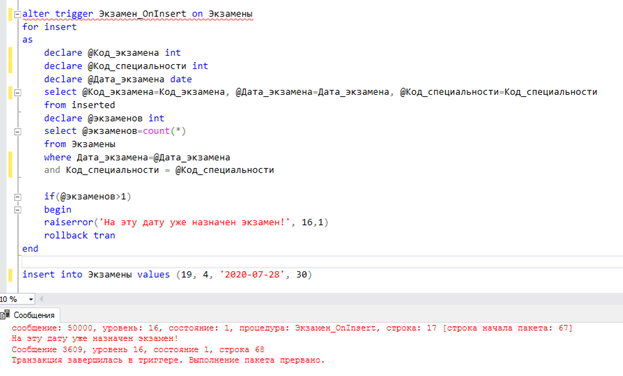 alter trigger Экзамен_OnInsert on Экзамены
for insert
as
declare @Код_экзамена int
declare @Код_специальности int
declare @Дата_экзамена date
select @Код_экзамена=Код_экзамена, @Дата_экзамена=Дата_экзамена, @Код_специальности=Код_специальности
from inserted
declare @экзаменов int
select @экзаменов=count(*)
from Экзамены
where Дата_экзамена=@Дата_экзамена
and Код_специальности = @Код_специальности
if(@экзаменов>1)
begin
raiserror('На эту дату уже назначен экзамен!', 16,1)
rollback tran
end
insert into Экзамены values (19, 4, '2020-07-28', 30)
10 %
Сообщения
сообщение: 50000, уровень: 16, состояние: 1, процедура: Экзамен_OnInsert, строка: 17 [строка начала пакета: 67]
На эту дату уже назначен экзамен!
Сообщение 3609, уровень 16, состояние 1, строка 68
Транзакция завершилась в триггере. Выполнение пакета прервано.